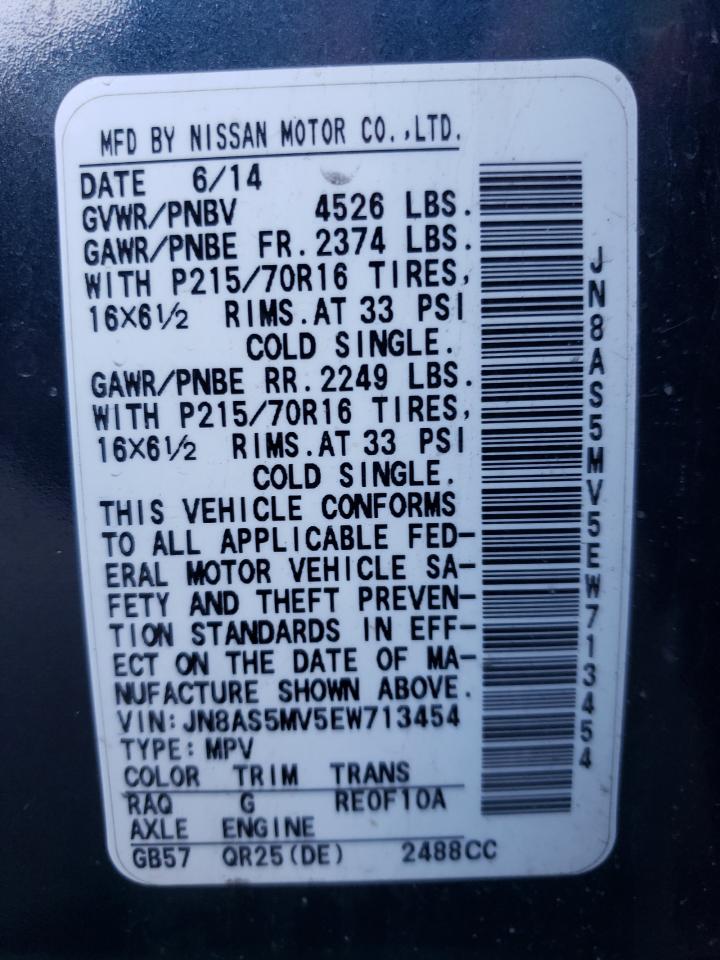 MFD BY NISSAN MOTOR CO.,LTD.
DATE 6/14
GVWR/PNBV 4526 LBS.
GAWR/PNBE FR.2374 LBS.
WITH P215/70R16 TIRES,
16X6½ RIMS.AT 33 PSI
COLD SINGLE.
GAWR/PNBE RR.2249 LBS.
WITH P215/70R16 TIRES,
16X6½ RIMS.AT 33 PSI
COLD SINGLE.
THIS VEHICLE CONFORMS
TO ALL APPLICABLE FED-
ERAL MOTOR VEHICLE SA-
FETY AND THEFT PREVEN-
TION STANDARDS IN EFF-
ECT ON THE DATE OF MA-
NUFACTURE SHOWN ABOVE.
VIN:JN8AS5MV5EW713454
TYPE:MPV
COLOR TRIM TRANS
RAQ G RE0F10A
AXLE ENGINE
GB57 QR25(DE) 2488CC
JN8AS5MV5EW713454